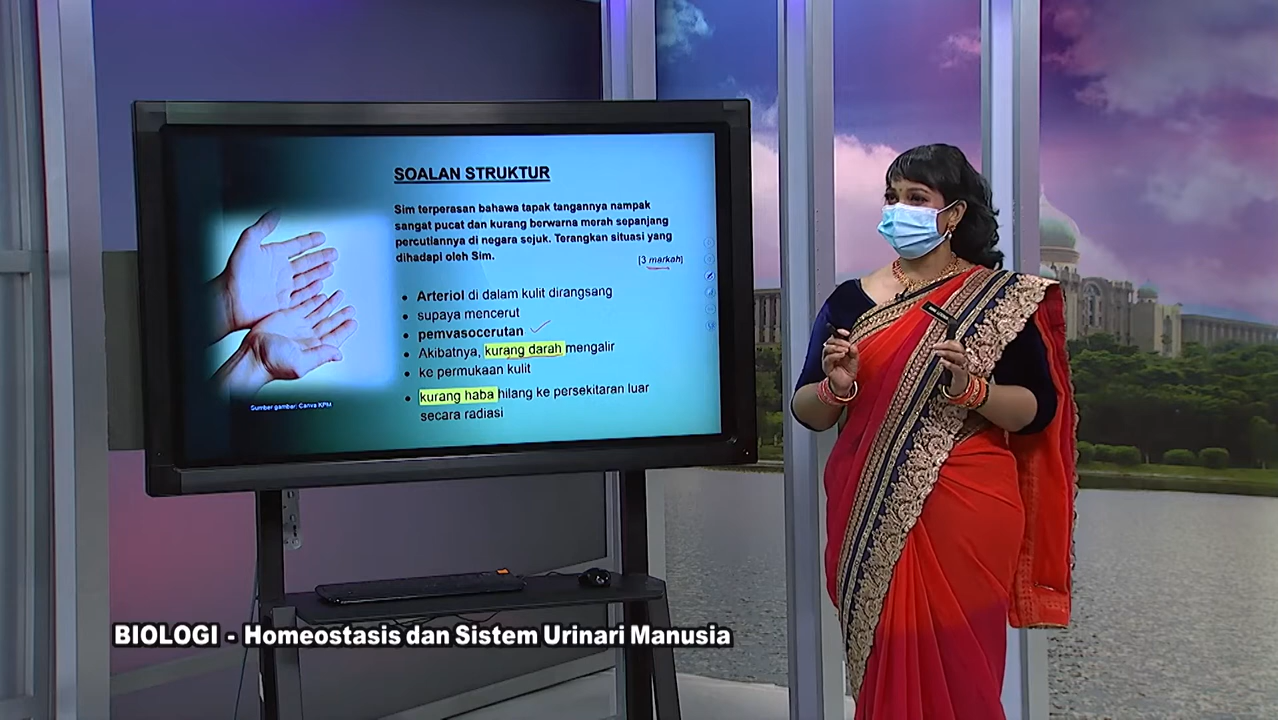 SOALAN STRUKTUR
Sim terperasan bahawa tapak tangannya nampak
sangat pucat dan kurang berwarna merah sepanjang
percutiannya di negara sejuk. Terangkan situasi yang
dihadapi oleh Sim.
[3 markah]
• Arteriol di dalam kulit dirangsang
• supaya mencerut
• pemvasocerutan
• Akibatnya, kurang darah mengalir
• ke permukaan kulit
• kurang haba hilang ke persekitaran luar
secara radiasi
Sumber gambar: Canva KPM
BIOLOGI - Homeostasis dan Sistem Urinari Manusia